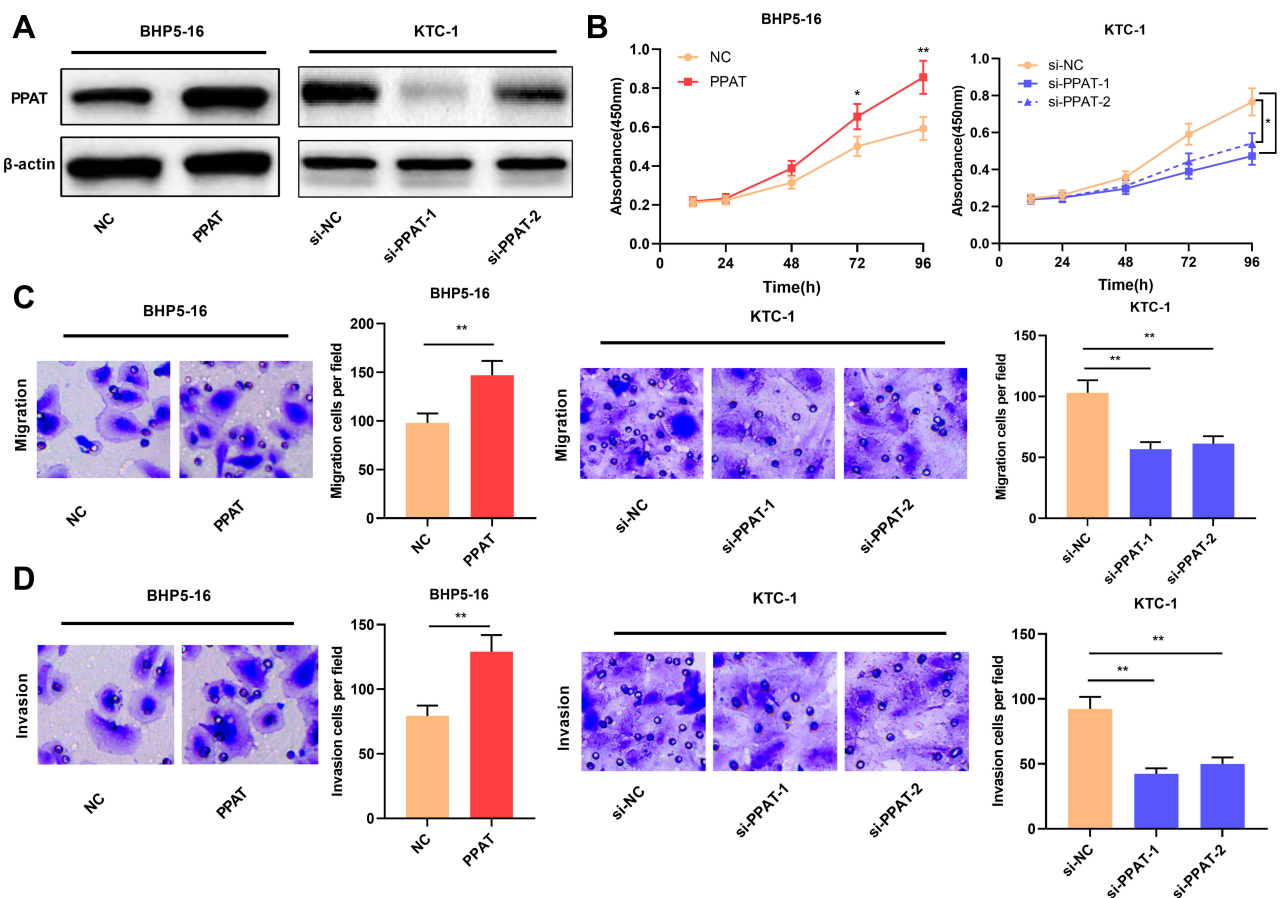 A
BHP5-16
KTC-1
PPAT
β-actin
NC
PPAT
si-NC
si-PPAT-1
si-PPAT-2
B
BHP5-16
Absorbance(450nm)
1.0
0.8
0.6
0.4
0.2
0.0
NC
PPAT
*
**
0
24
48
72
96
Time(h)
KTC-1
Absorbance(450nm)
1.0
0.8
0.6
0.4
0.2
0.0
si-NC
si-PPAT-1
si-PPAT-2
*
0
24
48
72
96
Time(h)
C
BHP5-16
Migration
NC
PPAT
BHP5-16
Migration cells per field
200
150
100
50
0
**
NC
PPAT
KTC-1
Migration
si-NC
si-PPAT-1
si-PPAT-2
KTC-1
Migration cells per field
150
100
50
0
**
**
si-NC
si-PPAT-1
si-PPAT-2
D
BHP5-16
Invasion
NC
PPAT
BHP5-16
Invasion cells per field
150
100
50
0
**
NC
PPAT
KTC-1
Invasion
si-NC
si-PPAT-1
si-PPAT-2
KTC-1
Invasion cells per field
150
100
50
0
**
**
si-NC
si-PPAT-1
si-PPAT-2